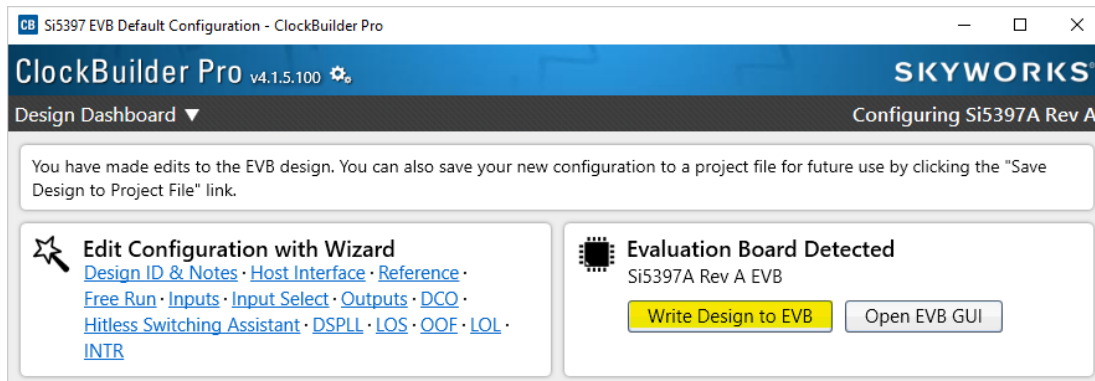 CB Si5397 EVB Default Configuration - ClockBuilder Pro
ClockBuilder Pro v4.1.5.100
SKYWORKS®
Design Dashboard ▼
Configuring Si5397A Rev A
You have made edits to the EVB design. You can also save your new configuration to a project file for future use by clicking the "Save
Design to Project File" link.
Edit Configuration with Wizard
Design ID & Notes · Host Interface · Reference ·
Free Run · Inputs · Input Select · Outputs · DCO ·
Hitless Switching Assistant · DSPLL · LOS · OOF · LOL ·
INTR
Evaluation Board Detected
Si5397A Rev A EVB
Write Design to EVB
Open EVB GUI